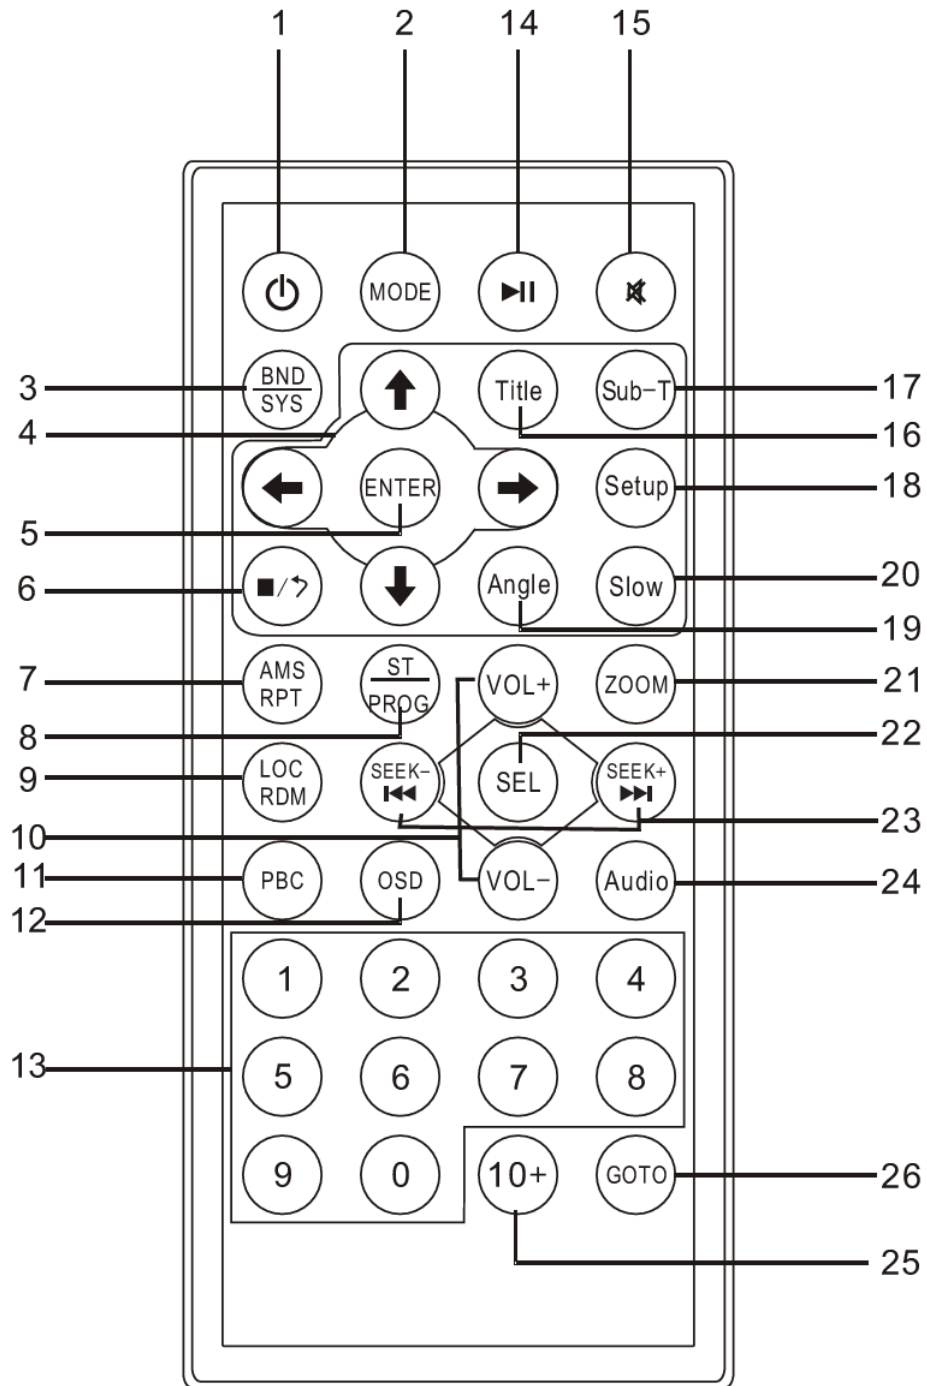 1 2 14 15
MODE
3 BND Title Sub-T 17
SYS
4 16
ENTER Setup 18
5
6 Angle Slow 20
19
7 AMS ST VOL+ ZOOM 21
RPT PROG
8 22
9 LOC SEEK- SEL SEEK+
RDM
10 23
11 PBC OSD VOL- Audio 24
12
1 2 3 4
13 5 6 7 8
9 0 10+ GOTO 26
25